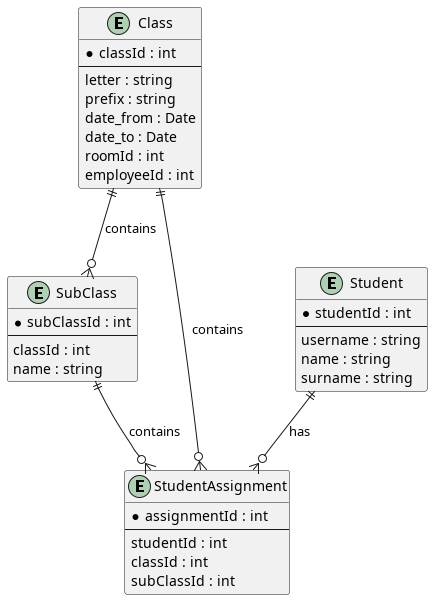 E Class
* classId : int
letter : string
prefix : string
date_from : Date
date_to : Date
roomId : int
employeeId : int
contains
E SubClass
* subClassId : int
classId : int
name : string
contains
E Student
* studentId : int
username : string
name : string
surname : string
contains
has
E StudentAssignment
* assignmentId : int
studentId : int
classId : int
subClassId : int